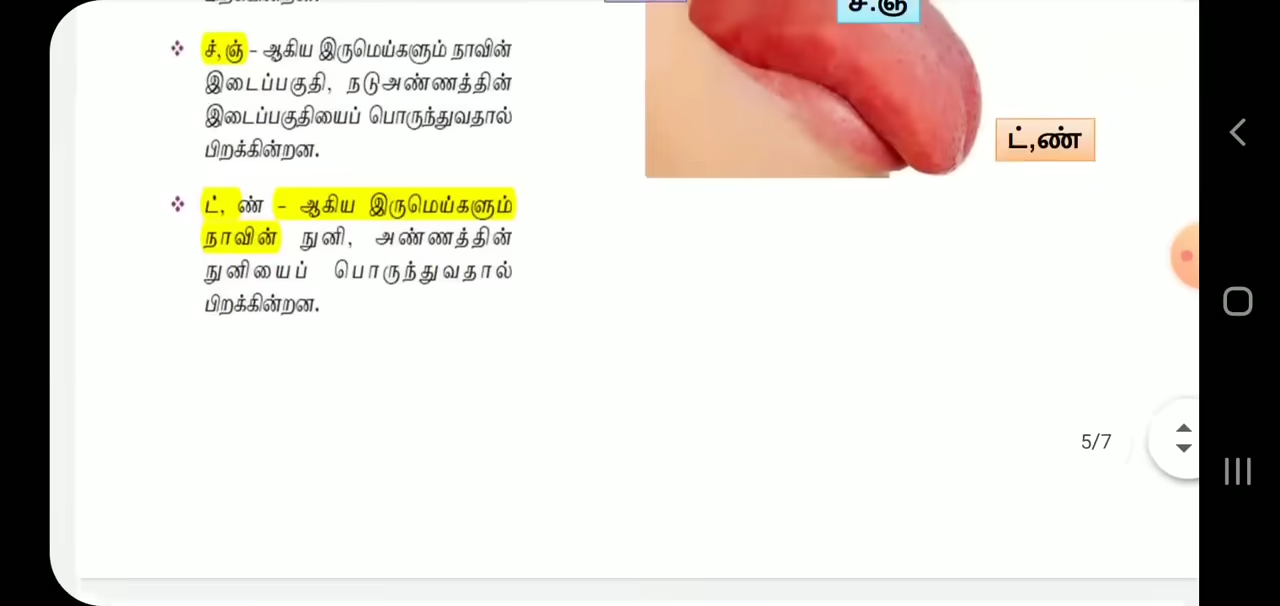 ச்,ஞ்
❖ ச்,ஞ் – ஆகிய இருமெய்களும் நாவின்
இடைப்பகுதி, நடுஅண்ணத்தின்
இடைப்பகுதியைப் பொருந்துவதால்
பிறக்கின்றன.
ட்,ண்
❖ ட், ண் – ஆகிய இருமெய்களும்
நாவின் நுனி, அண்ணத்தின்
நுனியைப் பொருந்துவதால்
பிறக்கின்றன.
5/7